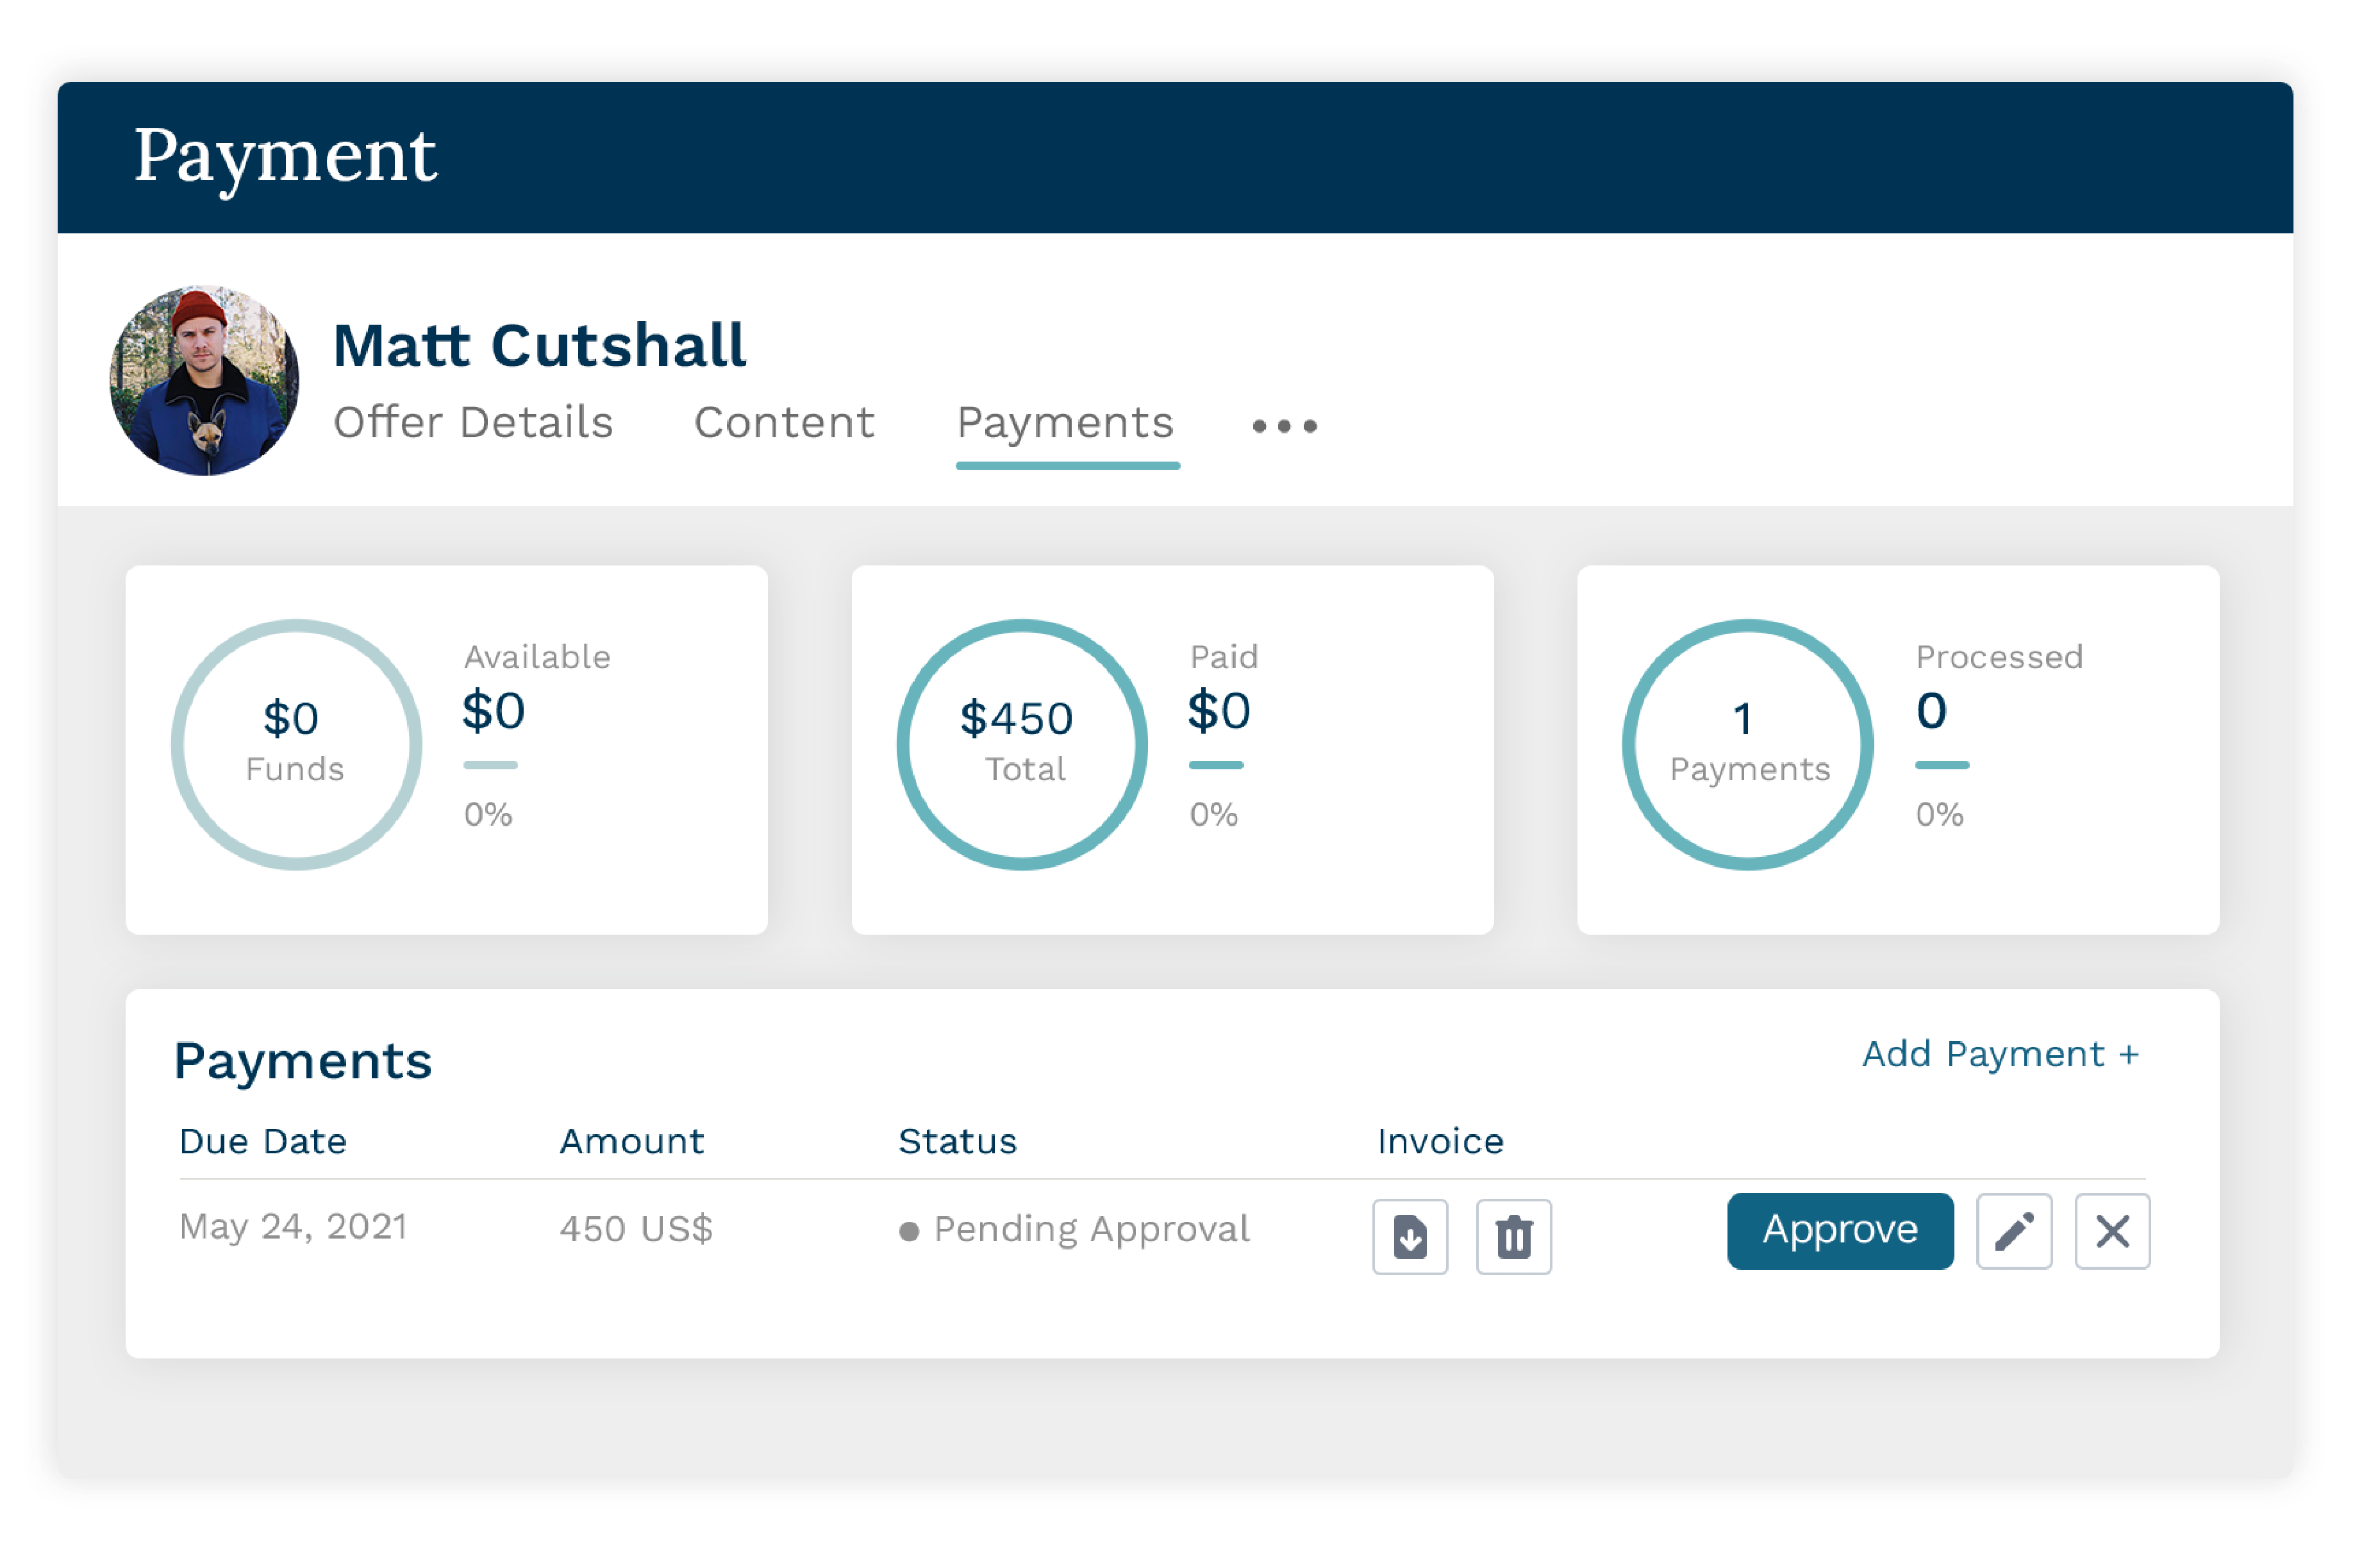 Payment
Matt Cutshall
Offer Details Content Payments
$0
Funds
Available
$0
0%
$450
Total
Paid
$0
0%
1
Payments
Processed
0
0%
Payments
Add Payment +
Due Date Amount Status Invoice
May 24, 2021 450 US$ Pending Approval Approve